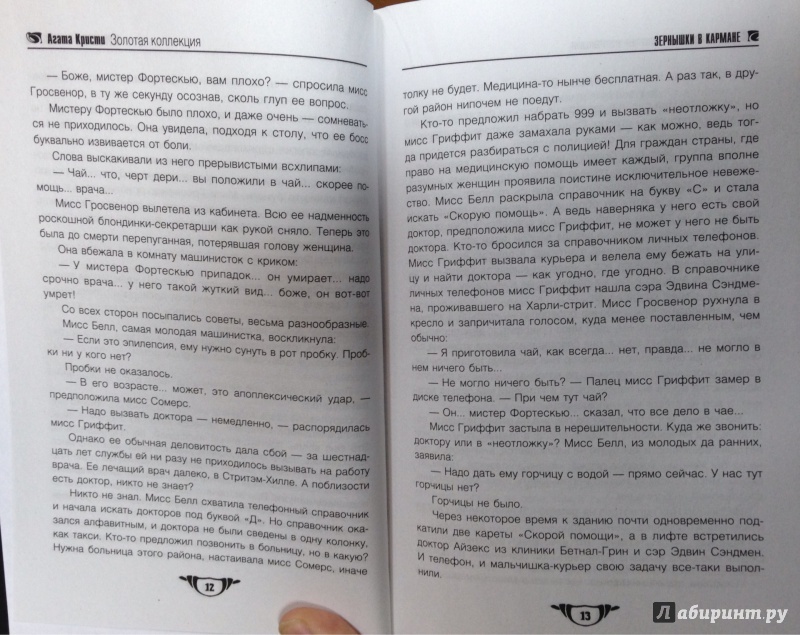 Агата Кристи Золотая коллекция
— Боже, мистер Фортескью, вам плохо? — спросила мисс
Гросвенор, в ту же секунду осознав, сколь глуп ее вопрос.
Мистеру Фортескью было плохо, и даже очень — сомневать-
ся не приходилось. Она увидела, подходя к столу, что ее босс
буквально извивается от боли.
Слова выскакивали из него прерывистыми всхлипами:
— Чай... что, черт дери... вы положили в чай... скорее по-
мощь... врача...
Мисс Гросвенор вылетела из кабинета. Всю ее надменность
роскошной блондинки-секретарши как рукой сняло. Теперь это
была до смерти перепуганная, потерявшая голову женщина.
Она вбежала в комнату машинисток с криком:
— У мистера Фортескью припадок... он умирает... надо
срочно врача... у него такой жуткий вид... боже, он вот-вот
умрет!
Со всех сторон посыпались советы, весьма разнообразные.
Мисс Белл, самая молодая машинистка, воскликнула:
— Если это эпилепсия, ему нужно сунуть в рот пробку. Проб-
ки ни у кого нет?
Пробки не оказалось.
— В его возрасте... может, это апоплексический удар, —
предположила мисс Сомерс.
— Надо вызвать доктора — немедленно, — распорядилась
мисс Гриффит.
Однако ее обычная деловитость дала сбой — за шестнад-
цать лет службы ей ни разу не приходилось вызывать на работу
врача. Ее лечащий врач далеко, в Стритэм-Хилле. А поблизости
есть доктор, никто не знает?
Никто не знал. Мисс Белл схватила телефонный справочник
и начала искать докторов под буквой «Д». Но справочник ока-
зался алфавитным, и доктора не были сведены в одну колонку,
как такси. Кто-то предложил позвонить в больницу, но в какую?
Нужна больница этого района, настаивала мисс Сомерс, иначе
12
ЗЕРНЫШКИ В КАРМАНЕ
толку не будет. Медицина-то нынче бесплатная. А раз так, в дру-
гой район нипочем не поедут.
Кто-то предложил набрать 999 и вызвать «неотложку», но
мисс Гриффит даже замахала руками — как можно, ведь тог-
да придется разбираться с полицией! Для граждан страны, где
право на медицинскую помощь имеет каждый, группа вполне
разумных женщин проявила поистине исключительное невеже-
ство. Мисс Белл раскрыла справочник на букву «С» и стала
искать «Скорую помощь». А ведь наверняка у него есть свой
доктор, предположила мисс Гриффит, не может у него не быть
доктора. Кто-то бросился за справочником личных телефонов.
Мисс Гриффит вызвала курьера и велела ему бежать на ули-
цу и найти доктора — как угодно, где угодно. В справочнике
личных телефонов мисс Гриффит нашла сэра Эдвина Сэндме-
на, проживавшего на Харли-стрит. Мисс Гросвенор рухнула в
кресло и запричитала голосом, куда менее поставленным, чем
обычно:
— Я приготовила чай, как всегда... нет, правда... не могло в
нем ничего быть...
— Не могло ничего быть? — Палец мисс Гриффит замер в
диске телефона. — При чем тут чай?
— Он... мистер Фортескью... сказал, что все дело в чае...
Мисс Гриффит застыла в нерешительности. Куда же звонить:
доктору или в «неотложку»? Мисс Белл, из молодых да ранних,
заявила:
— Надо дать ему горчицу с водой — прямо сейчас. У нас тут
горчицы нет?
Горчицы не было.
Через некоторое время к зданию почти одновременно под-
катили две кареты «Скорой помощи», а в лифте встретились
доктор Айзекс из клиники Бетнал-Грин и сэр Эдвин Сэндмен.
И телефон, и мальчишка-курьер свою задачу все-таки выпол-
нили.
13
Лабиринт.ру